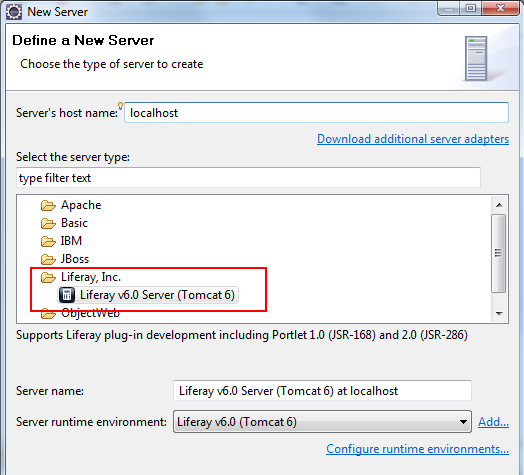 New Server
Define a New Server
Choose the type of server to create
Server's host name: localhost
Download additional server adapters
Select the server type:
type filter text
Apache
Basic
IBM
JBoss
Liferay, Inc.
Liferay v6.0 Server (Tomcat 6)
ObjectWeb
Supports Liferay plug-in development including Portlet 1.0 (JSR-168) and 2.0 (JSR-286)
Server name: Liferay v6.0 Server (Tomcat 6) at localhost
Server runtime environment: Liferay v6.0 (Tomcat 6) Add...
Configure runtime environments...